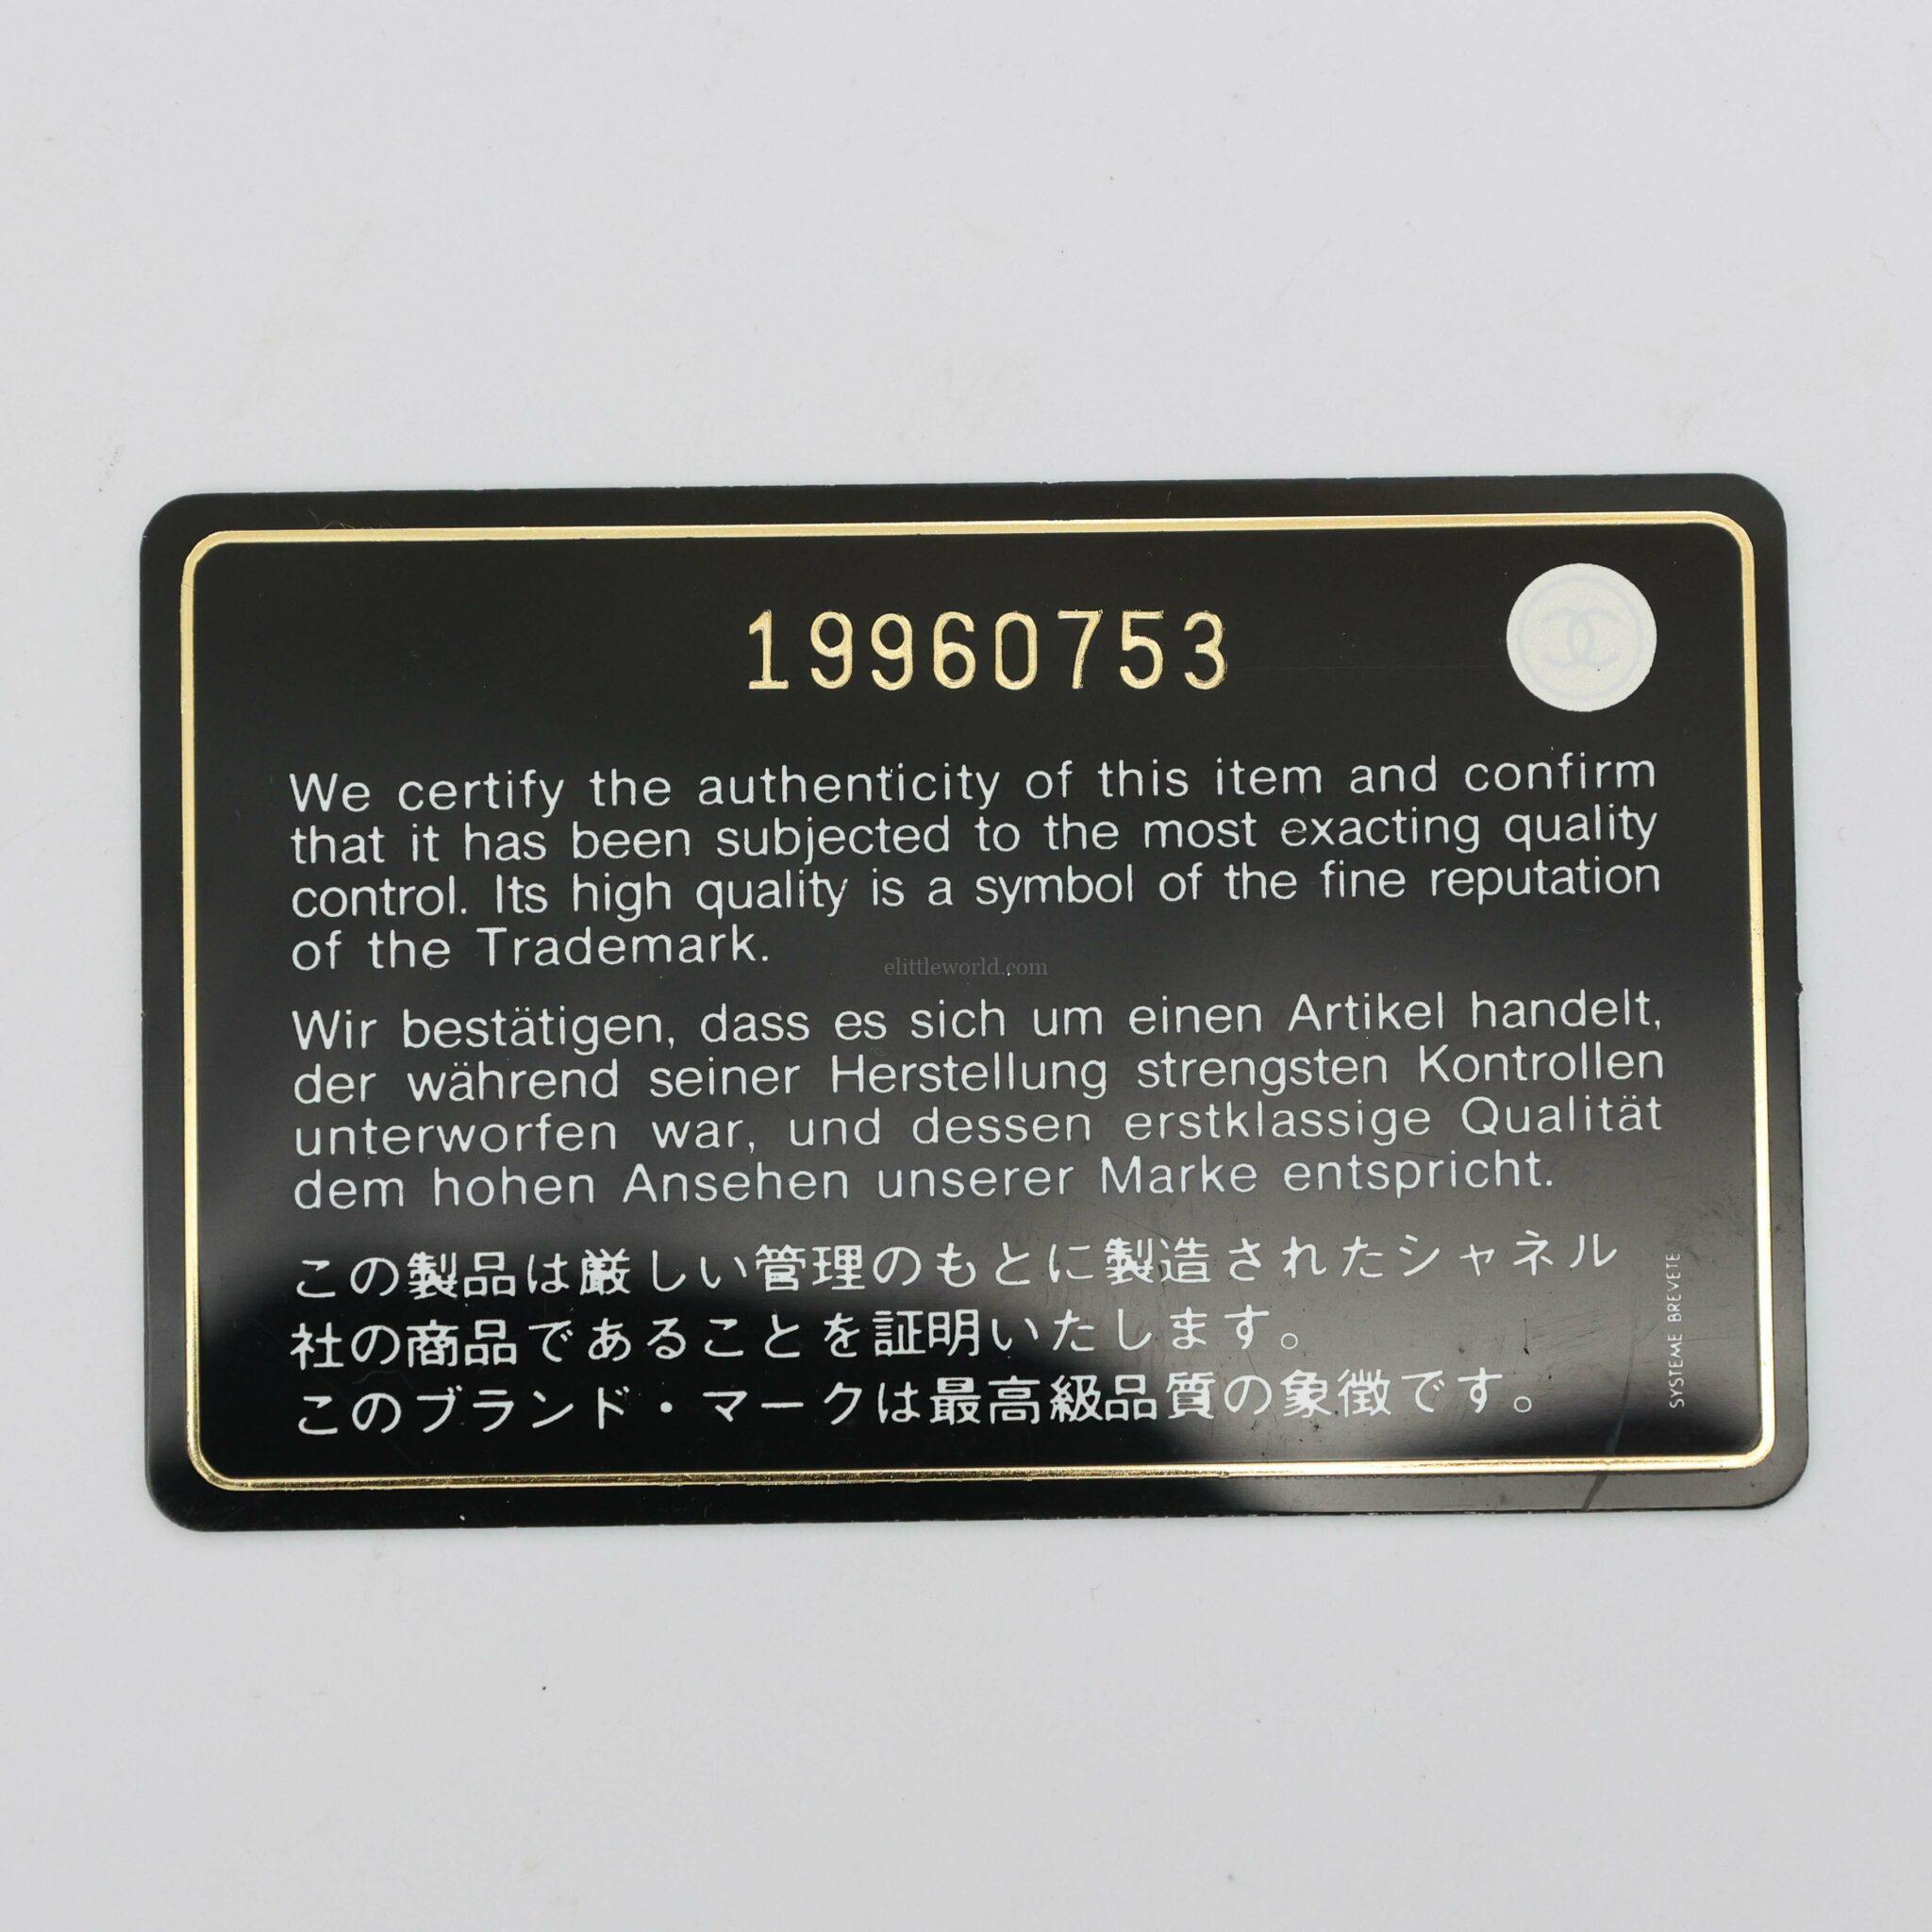 19960753
We certify the authenticity of this item and confirm
that it has been subjected to the most exacting quality
control. Its high quality is a symbol of the fine reputation
of the Trademark.
elittleworld.com
Wir bestätigen, dass es sich um einen Artikel handelt,
der während seiner Herstellung strengsten Kontrollen
unterworfen war, und dessen erstklassige Qualität
dem hohen Ansehen unserer Marke entspricht.
この製品は厳しい管理のもとに製造されたシャネル
社の商品であることを証明いたします。
このブランド・マークは最高級品質の象徴です。
SYSTEME BREVETE